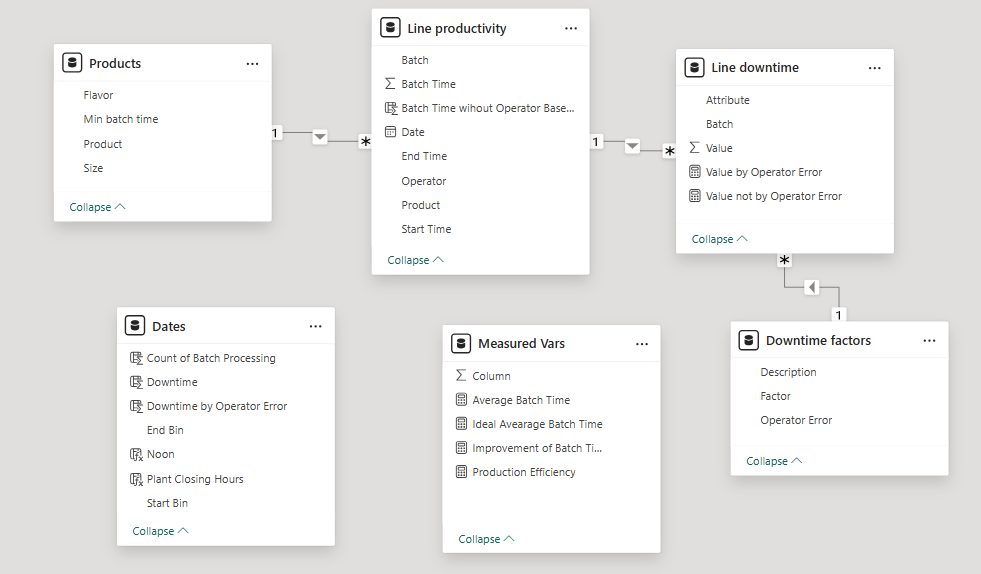 Products
Flavor
Min batch time
Product
Size
Collapse
1
*
Line productivity
Batch
Batch Time
Batch Time wihout Operator Base...
Date
End Time
Operator
Product
Start Time
Collapse
1
*
Line downtime
Attribute
Batch
Value
Value by Operator Error
Value not by Operator Error
Collapse
*
1
Dates
Count of Batch Processing
Downtime
Downtime by Operator Error
End Bin
Noon
Plant Closing Hours
Start Bin
Collapse
Measured Vars
Column
Average Batch Time
Ideal Avearage Batch Time
Improvement of Batch Ti...
Production Efficiency
Collapse
Downtime factors
Description
Factor
Operator Error
Collapse